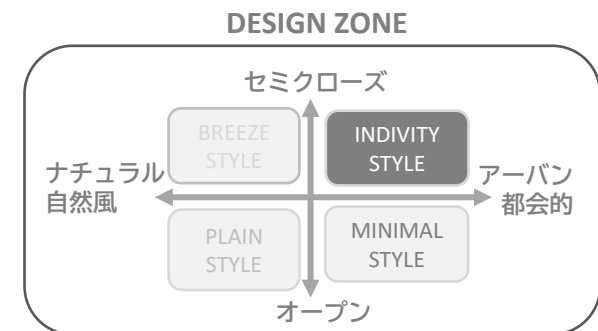 DESIGN ZONE
セミクローズ
BREEZE
STYLE
INDIVITY
STYLE
ナチュラル
自然風
アーバン
都会的
PLAIN
STYLE
MINIMAL
STYLE
オープン